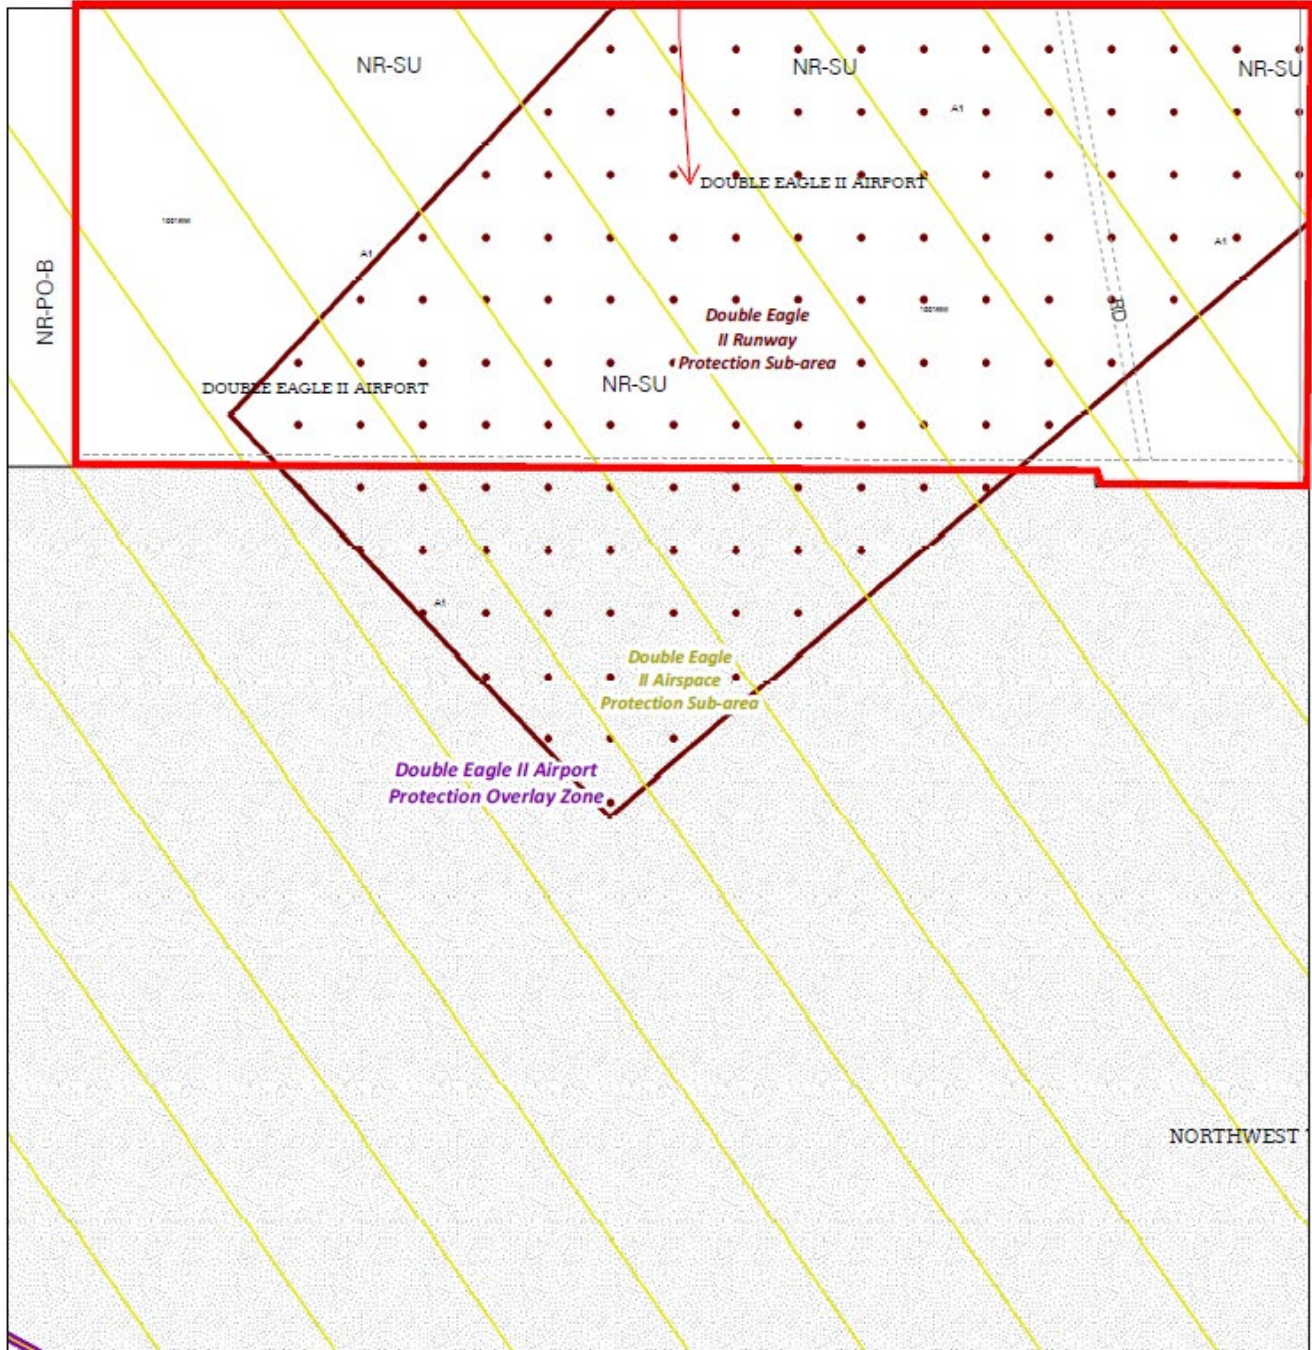 NR-SU
NR-SU
NR-SU
A1
DOUBLE EAGLE II AIRPORT
A1
A1
NR-PO-B
RD
Double Eagle
II Runway
Protection Sub-area
NR-SU
DOUBLE EAGLE II AIRPORT
A1
Double Eagle
II Airspace
Protection Sub-area
Double Eagle II Airport
Protection Overlay Zone
NORTHWEST